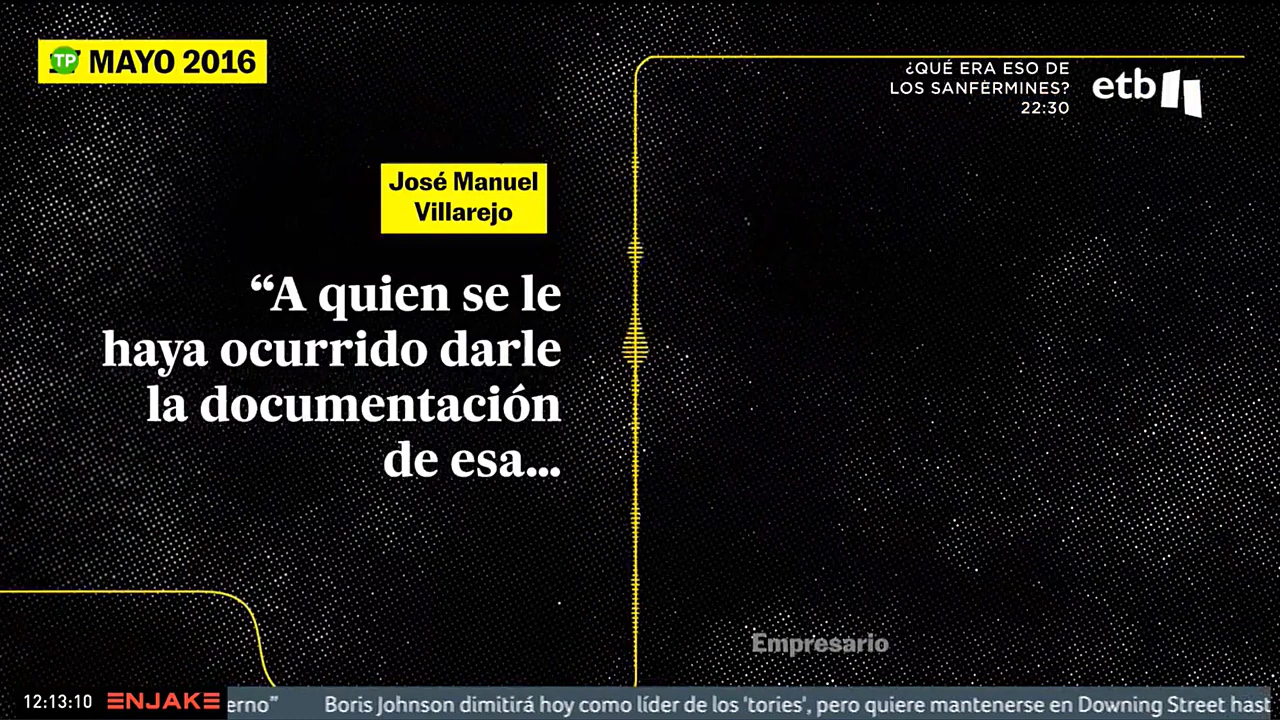 TP MAYO 2016
¿QUÉ ERA ESO DE
LOS SANFERMINES?
22:30
etb
José Manuel
Villarejo
“A quien se le
haya ocurrido darle
la documentación
de esa...
Empresario
12:13:10 ENJAKE erno” Boris Johnson dimitirá hoy como líder de los 'tories', pero quiere mantenerse en Downing Street hast